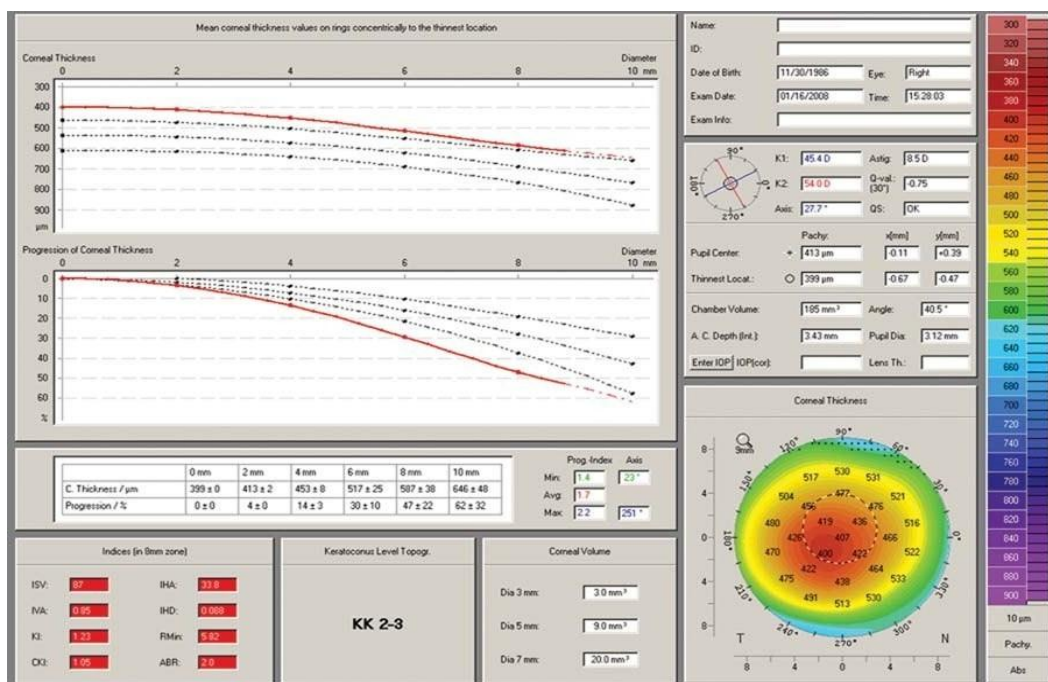 Mean corneal thickness values on rings concentrically to the thinnest location
Corneal Thickness
Diameter
0 2 4 6 8 10 mm
300
400
500
600
700
800
900
µm
Progression of Corneal Thickness
Diameter
0 2 4 6 8 10 mm
0
10
20
30
40
50
60
%
0 mm 2 mm 4 mm 6 mm 8 mm 10 mm
C. Thickness / µm 399 ± 0 413 ± 2 453 ± 8 517 ± 25 587 ± 38 646 ± 48
Progression / % 0 ± 0 4 ± 0 14 ± 3 30 ± 10 47 ± 22 62 ± 32
Prog.-Index Axis
Min: 1.4 23 °
Avg: 1.7
Max: 2.2 251 °
Indices (in 8mm zone)
ISV: 87 IHA: 33.8
IVA: 0.85 IHD:
KI: 1.23 RMin: 5.82
CKI: 1.05 ABR: 2.0
Keratoconus Level Topogr.
KK 2-3
Corneal Volume
Dia 3 mm: 3.0 mm³
Dia 5 mm: 9.0 mm³
Dia 7 mm: 20.0 mm³
Name:
ID:
Date of Birth: 11/30/1986 Eye: Right
Exam Date: 01/16/2008 Time: 15:28:03
Exam Info:
90°
180°
0°
270°
K1: 45.4 D Astig: 8.5 D
K2: 54.0 D Q-val.: (30°) -0.75
Axis: 27.7 ° QS: OK
Pachy: x[mm] y[mm]
Pupil Center: + 413 µm -0.11 +0.39
Thinnest Locat.: O 399 µm -0.67 -0.47
Chamber Volume: 185 mm³ Angle: 40.5 °
A. C. Depth (Int.): 3.43 mm Pupil Dia: 3.12 mm
Enter IOP IOP(cor): Lens Th.:
Corneal Thickness
9mm
90°
120° 60°
8
530
517 531
4
477
504 521
456 476
480 419 436 516
180° 0 426 407 466 0°
470 400 423 522
422 464
475 438 533
4
491 513 530
8
240° 270° 300° 330°
T N
8 4 0 4 8
300
320
340
360
380
400
420
440
460
480
500
520
540
560
580
600
620
640
660
680
700
720
740
760
780
800
820
840
860
880
900
10 µm
Pachy.
Abs